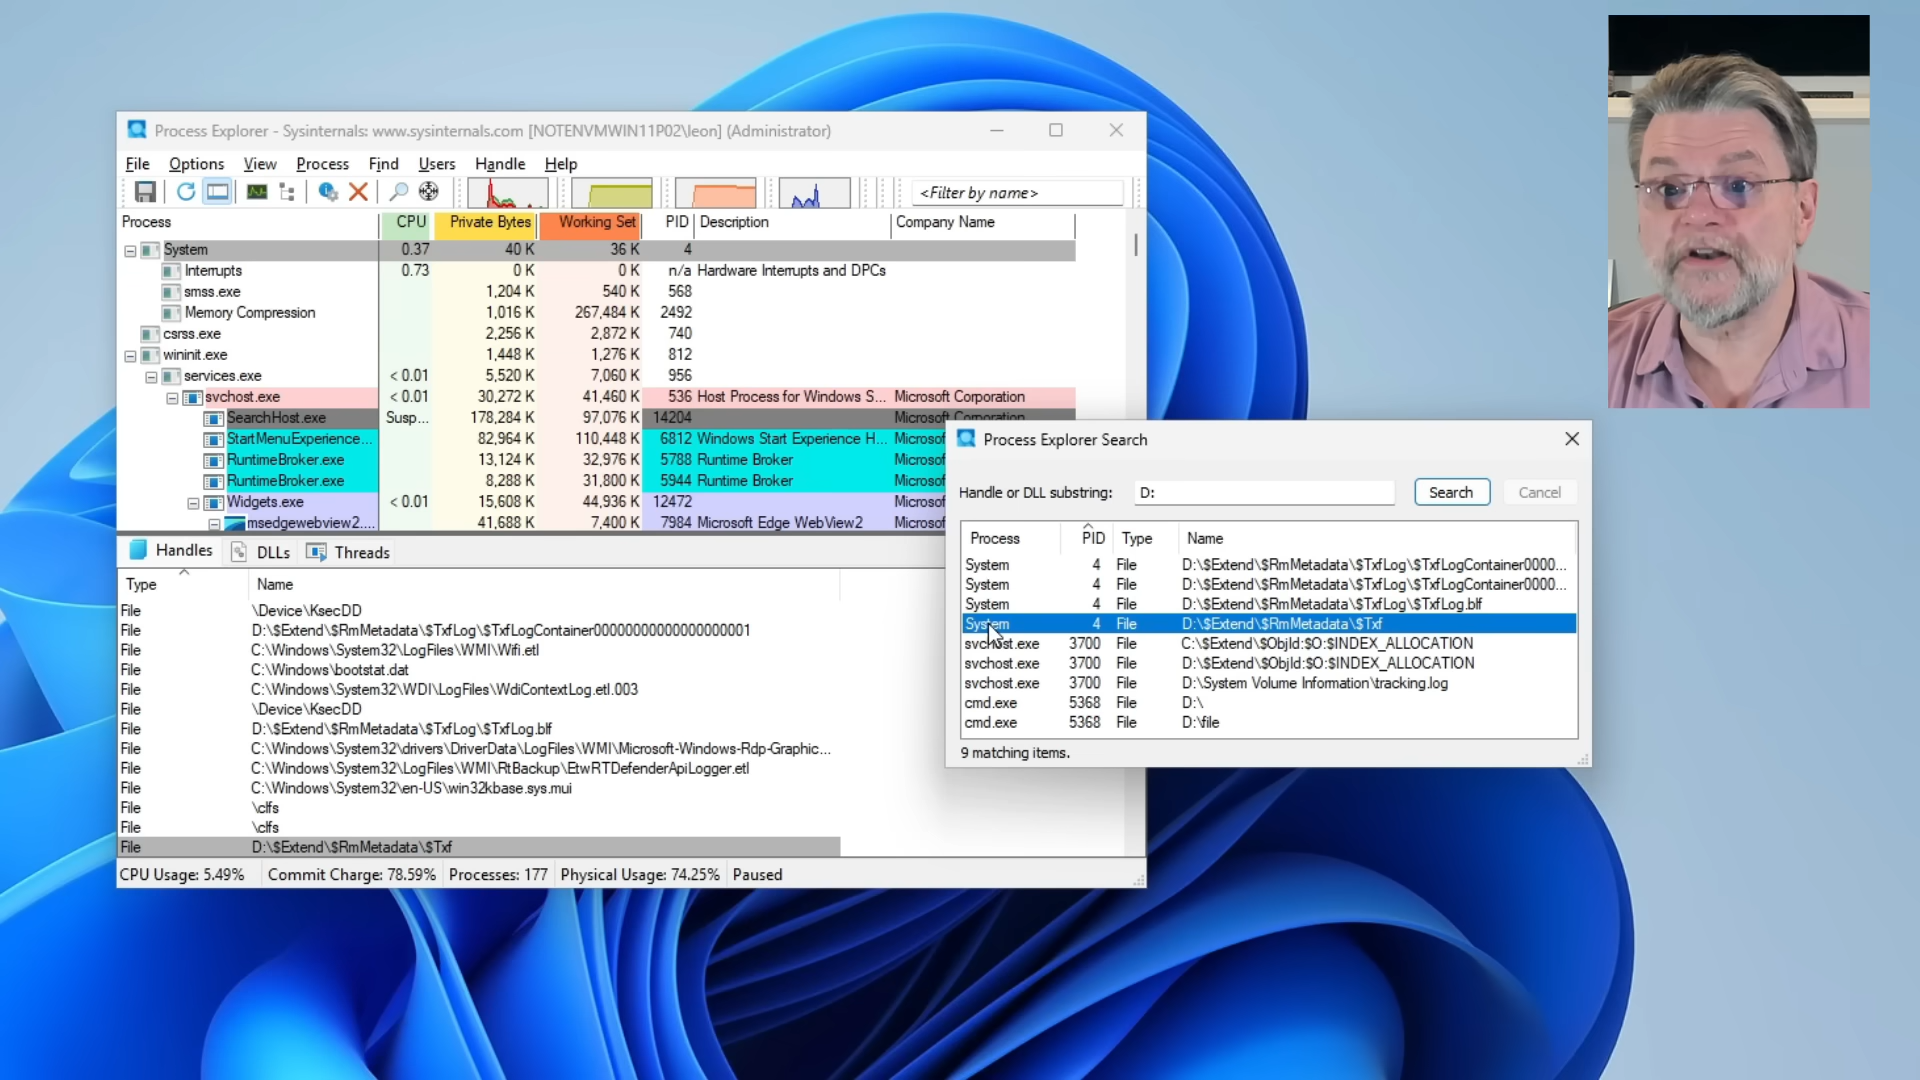 Process Explorer - Sysinternals: www.sysinternals.com [NOTENVMWIN11P02\leon] (Administrator)
File Options View Process Find Users Handle Help
<Filter by name>
Process CPU Private Bytes Working Set PID Description Company Name
System 0.37 40 K 36 K 4
Interrupts 0.73 0 K 0 K n/a Hardware Interrupts and DPCs
smss.exe 1,204 K 540 K 568
Memory Compression 1,016 K 267,484 K 2492
csrss.exe 2,256 K 2,872 K 740
wininit.exe 1,448 K 1,276 K 812
services.exe < 0.01 5,520 K 7,060 K 956
svchost.exe < 0.01 30,272 K 41,460 K 536 Host Process for Windows S... Microsoft Corporation
SearchHost.exe Susp... 178,284 K 97,076 K 14204 Microsoft Corporation
StartMenuExperience... 82,964 K 110,448 K 6812 Windows Start Experience H... Microsof
RuntimeBroker.exe 13,124 K 32,976 K 5788 Runtime Broker Microsof
RuntimeBroker.exe 8,288 K 31,800 K 5944 Runtime Broker Microsof
Widgets.exe < 0.01 15,608 K 44,936 K 12472 Microsof
msedgewebview2.... 41,688 K 7,400 K 7984 Microsoft Edge WebView2 Microsof
Handles DLLs Threads
Type Name
File \Device\KsecDD
File D:\$Extend\$RmMetadata\$TxfLog\$TxfLogContainer00000000000000000001
File C:\Windows\System32\LogFiles\WMI\Wifi.etl
File C:\Windows\bootstat.dat
File C:\Windows\System32\WDI\LogFiles\WdiContextLog.etl.003
File \Device\KsecDD
File D:\$Extend\$RmMetadata\$TxfLog\$TxfLog.blf
File C:\Windows\System32\drivers\DriverData\LogFiles\WMI\Microsoft-Windows-Rdp-Graphic...
File C:\Windows\System32\LogFiles\WMI\RtBackup\EtwRTDefenderApiLogger.etl
File C:\Windows\System32\en-US\win32kbase.sys.mui
File \clfs
File \clfs
File D:\$Extend\$RmMetadata\$Txf
CPU Usage: 5.49% Commit Charge: 78.59% Processes: 177 Physical Usage: 74.25% Paused
Process Explorer Search
Handle or DLL substring: D: Search Cancel
Process PID Type Name
System 4 File D:\$Extend\$RmMetadata\$TxfLog\$TxfLogContainer0000...
System 4 File D:\$Extend\$RmMetadata\$TxfLog\$TxfLogContainer0000...
System 4 File D:\$Extend\$RmMetadata\$TxfLog\$TxfLog.blf
System 4 File D:\$Extend\$RmMetadata\$Txf
svchost.exe 3700 File C:\$Extend\$ObjId:$O:$INDEX_ALLOCATION
svchost.exe 3700 File D:\$Extend\$ObjId:$O:$INDEX_ALLOCATION
svchost.exe 3700 File D:\System Volume Information\tracking.log
cmd.exe 5368 File D:\
cmd.exe 5368 File D:\file
9 matching items.